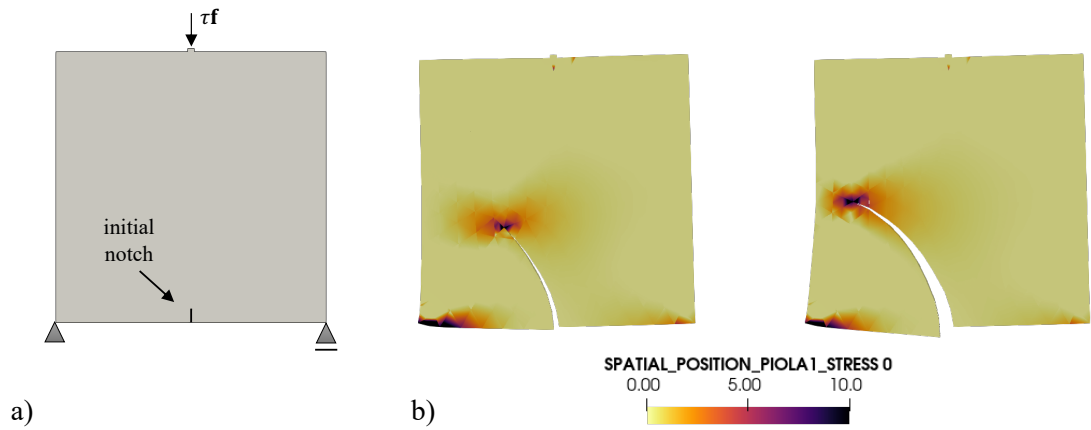 τf
initial
notch
SPATIAL_POSITION_PIOLA1_STRESS 0
0.00 5.00 10.0
a)
b)